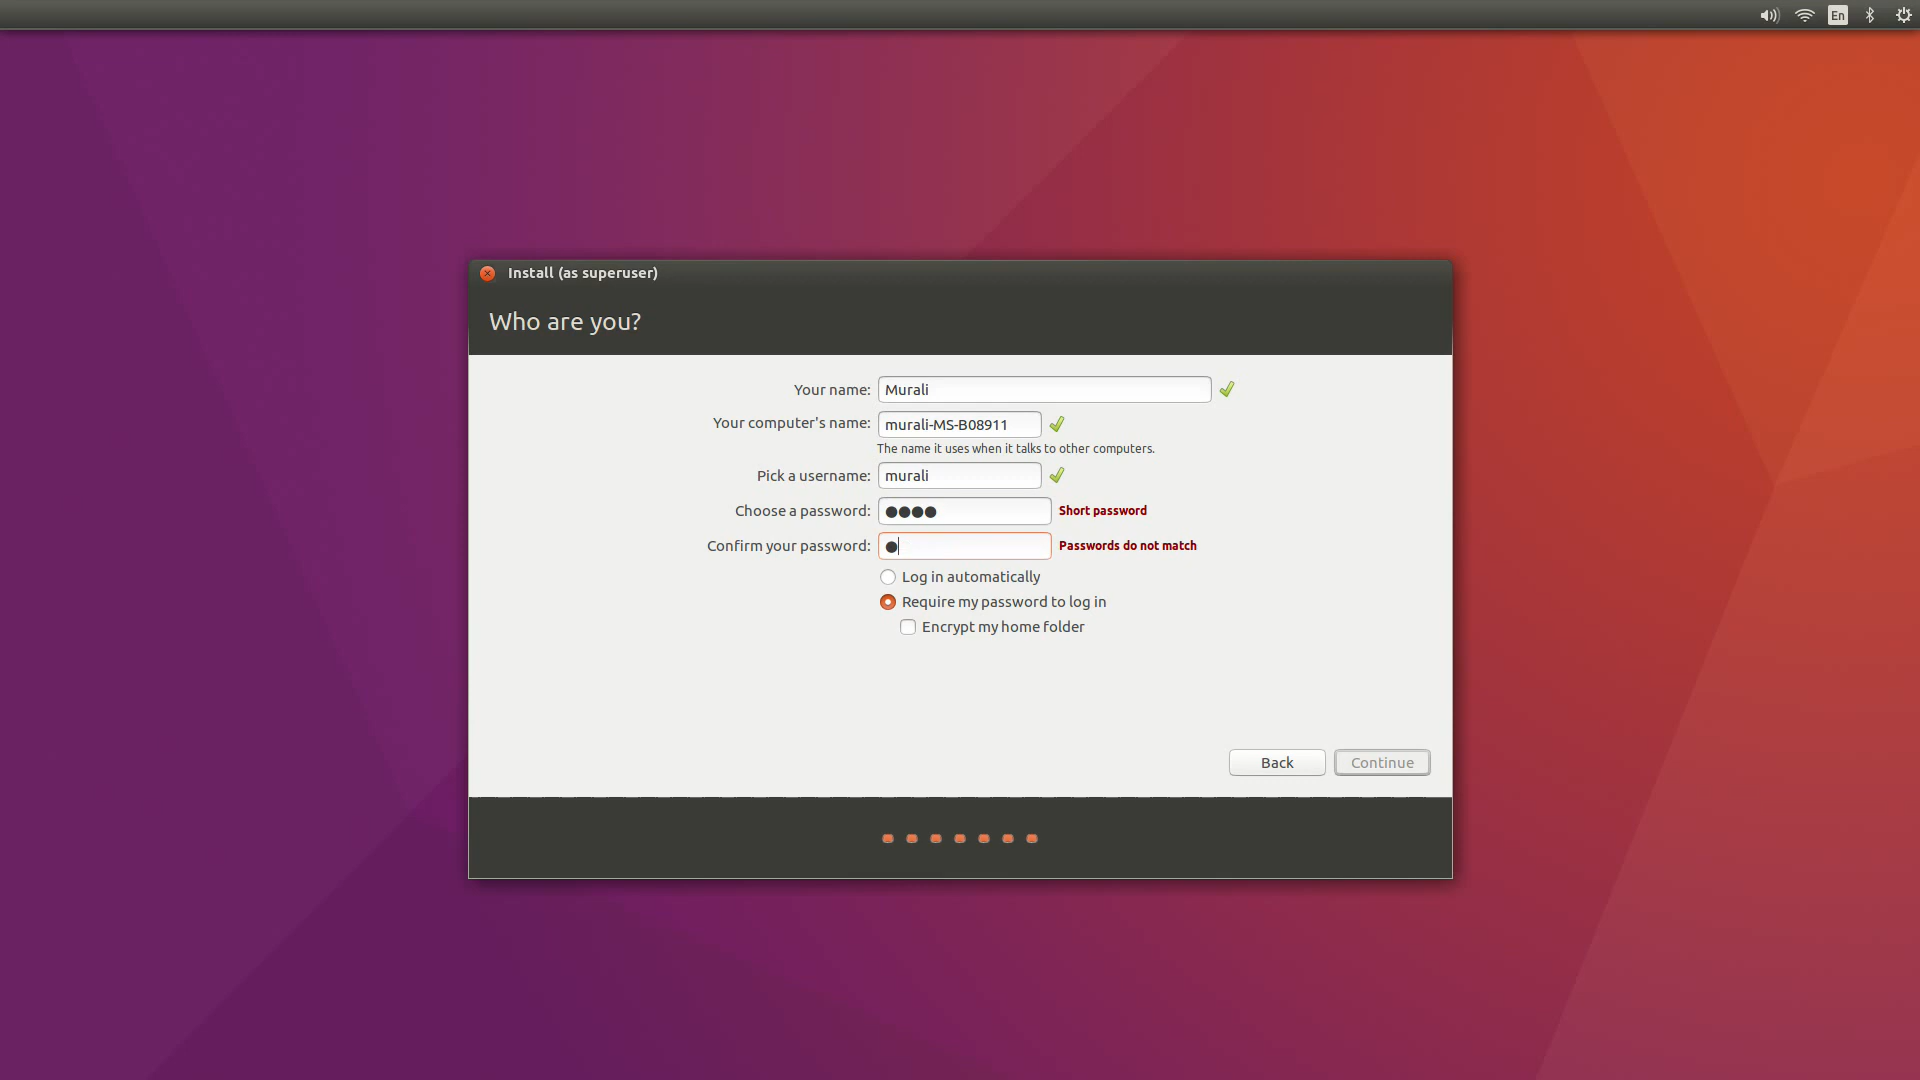 En
Install (as superuser)
Who are you?
Your name: Murali
Your computer's name: murali-MS-B08911
The name it uses when it talks to other computers.
Pick a username: murali
Choose a password: ●●●● Short password
Confirm your password: ● Passwords do not match
Log in automatically
Require my password to log in
Encrypt my home folder
Back Continue